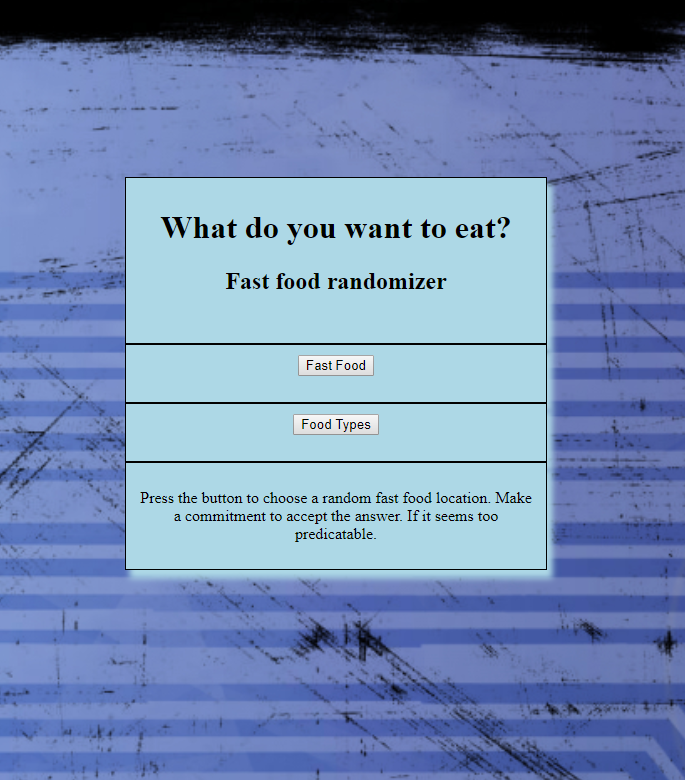 What do you want to eat?
Fast food randomizer
Fast Food
Food Types
Press the button to choose a random fast food location. Make
a commitment to accept the answer. If it seems too
predicatable.